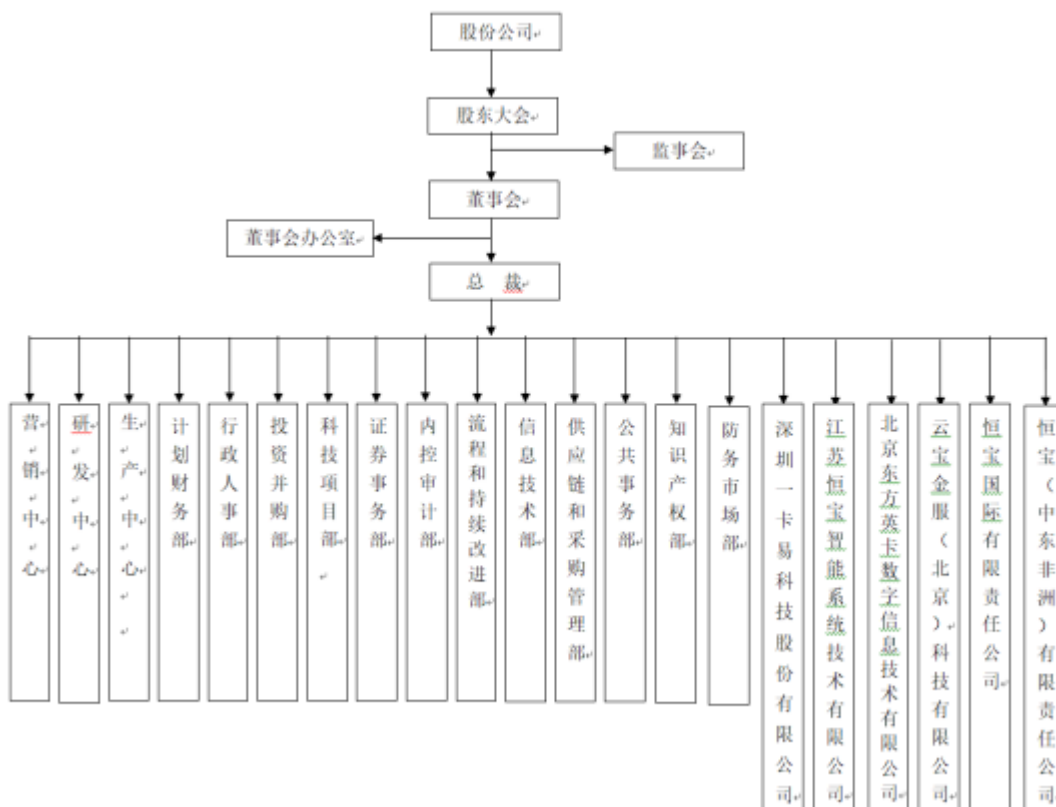 股份公司
股东大会
监事会
董事会
董事会办公室
总 裁
营销中心
研发中心
生产中心
计划财务部
行政人事部
投资并购部
科技项目部
证券事务部
内控审计部
流程和持续改进部
信息技术部
供应链和采购管理部
公共事务部
知识产权部
防务市场部
深圳一卡易科技股份有限公司
江苏恒宝智能系统技术有限公司
北京东方英卡数字信息技术有限公司
云宝金服（北京）科技有限公司
恒宝国际有限责任公司
恒宝（中东非洲）有限责任公司